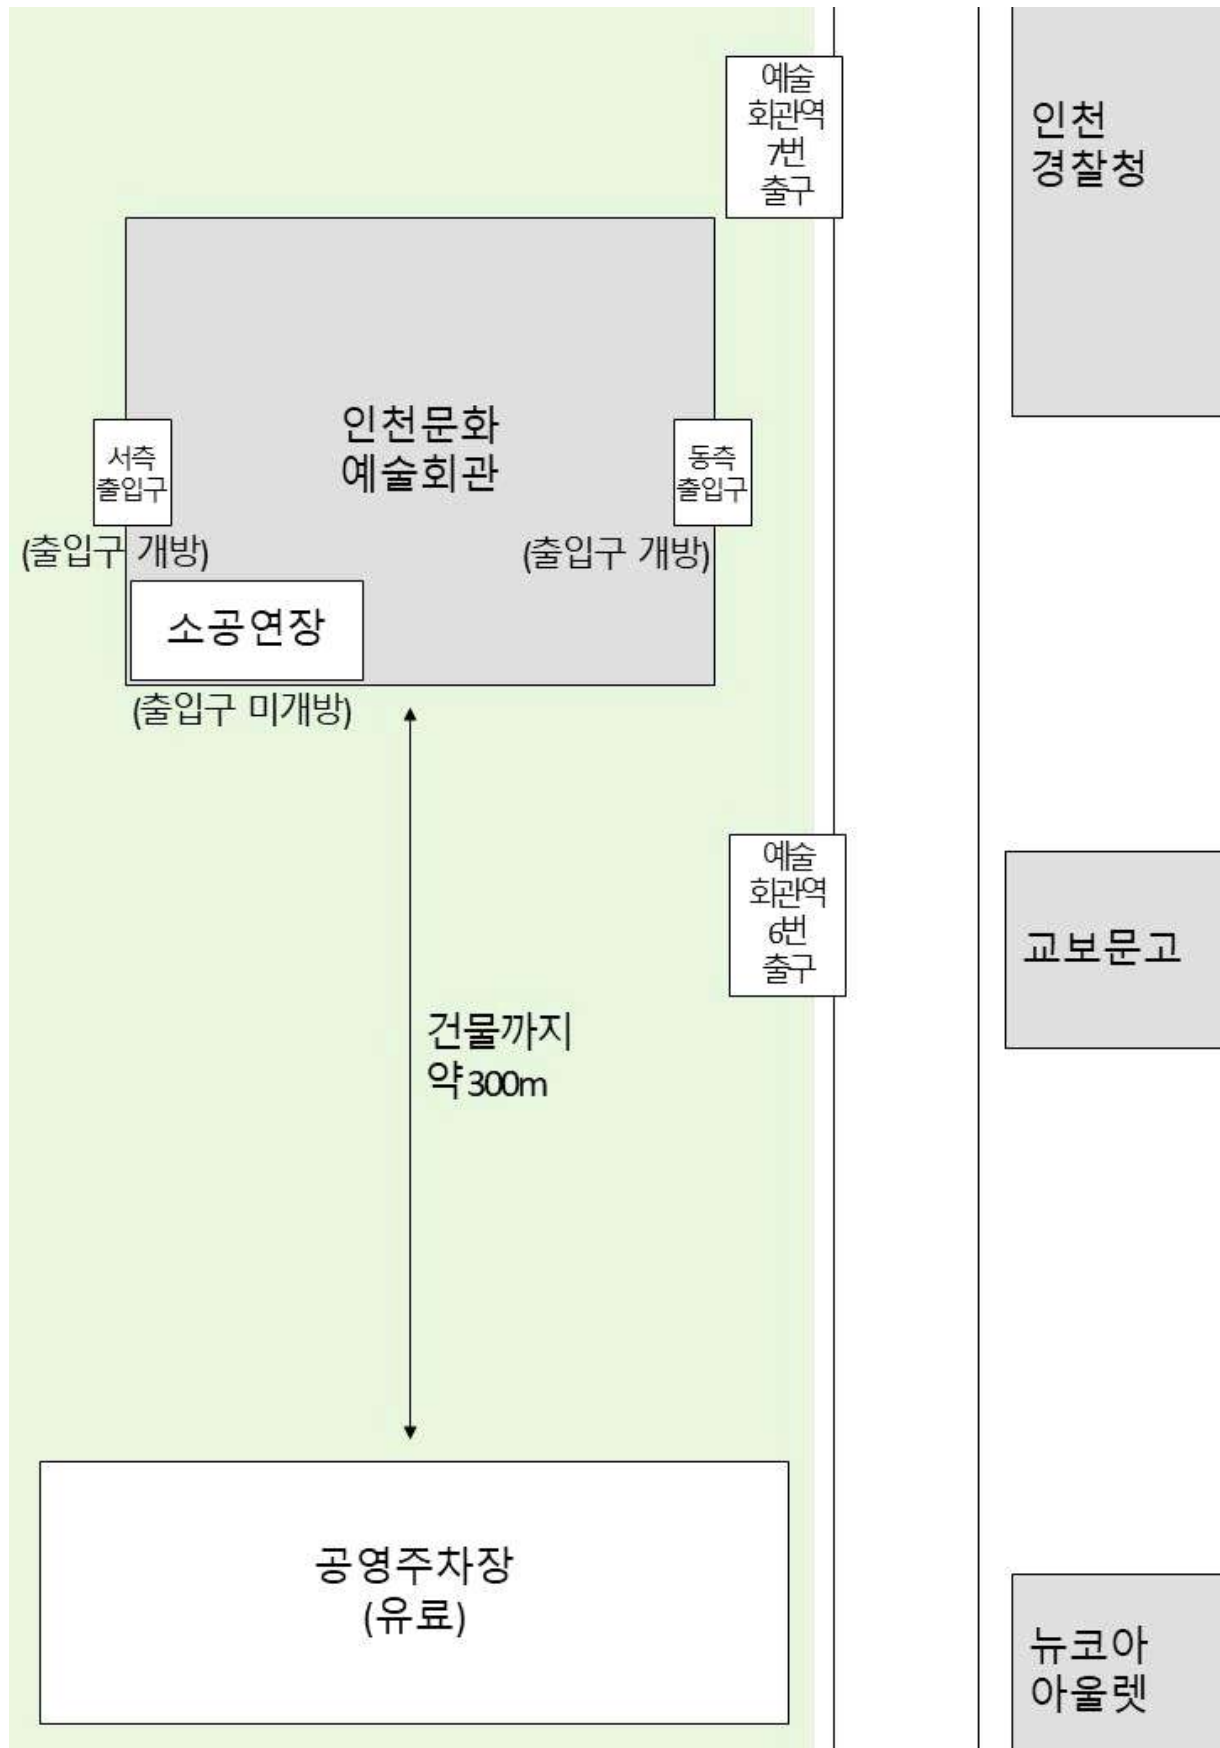 예술
회관역
7번
출구
인천
경찰청
인천문화
예술회관
서측
출입구
동측
출입구
(출입구 개방)
(출입구 개방)
소공연장
(출입구 미개방)
예술
회관역
6번
출구
교보문고
건물까지
약 300m
공영주차장
(유료)
뉴코아
아울렛